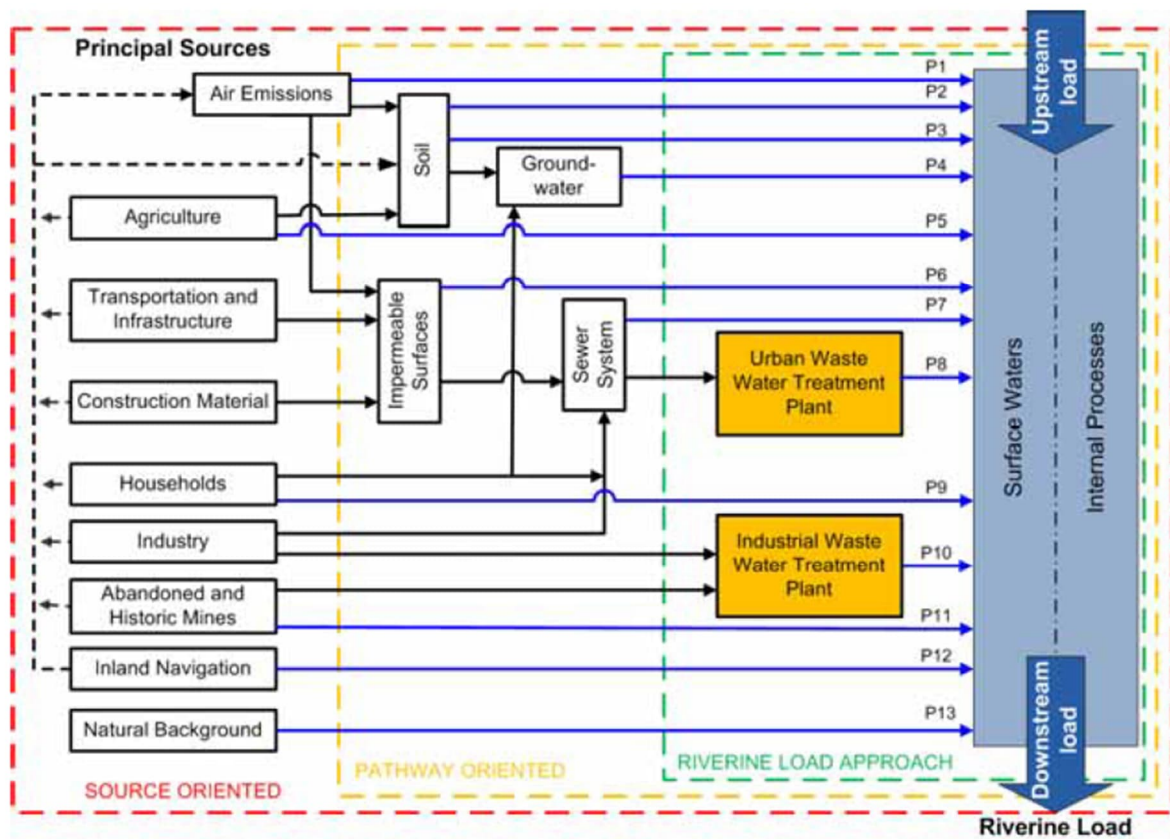 Principal Sources
Air Emissions
Soil
Ground-
water
Agriculture
Transportation and
Infrastructure
Impermeable
Surfaces
Construction Material
Sewer
System
Urban Waste
Water Treatment
Plant
Households
Industry
Industrial Waste
Water Treatment
Plant
Abandoned and
Historic Mines
Inland Navigation
Natural Background
P1
P2
P3
P4
P5
P6
P7
P8
P9
P10
P11
P12
P13
Upstream
load
Surface Waters
Internal Processes
Downstream
load
SOURCE ORIENTED
PATHWAY ORIENTED
RIVERINE LOAD APPROACH
Riverine Load